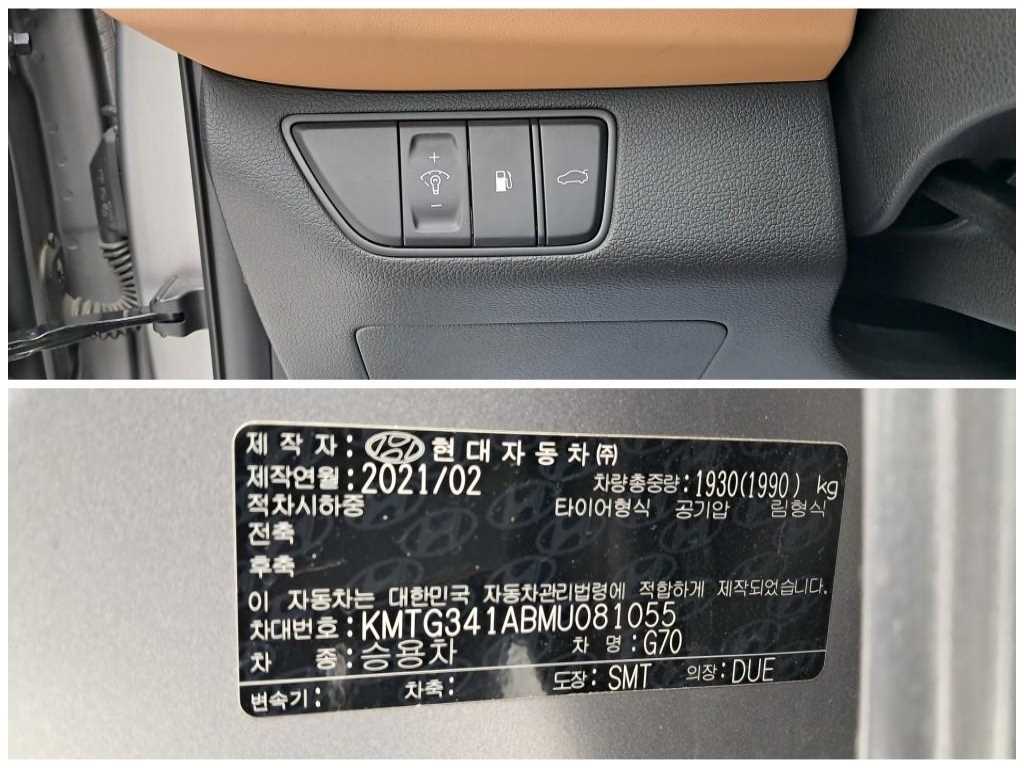 제 작 자 : 현대자동차㈜
제작연월 : 2021/02 차량총중량 : 1930(1990) kg
적차시하중 타이어형식 공기압 림형식
전축
후축
이 자동차는 대한민국 자동차관리법령에 적합하게 제작되었습니다.
차대번호 : KMTG341ABMU081055
차 종 : 승용차 차 명 : G70
변속기 : 차축 : 도장 : SMT 의장 : DUE